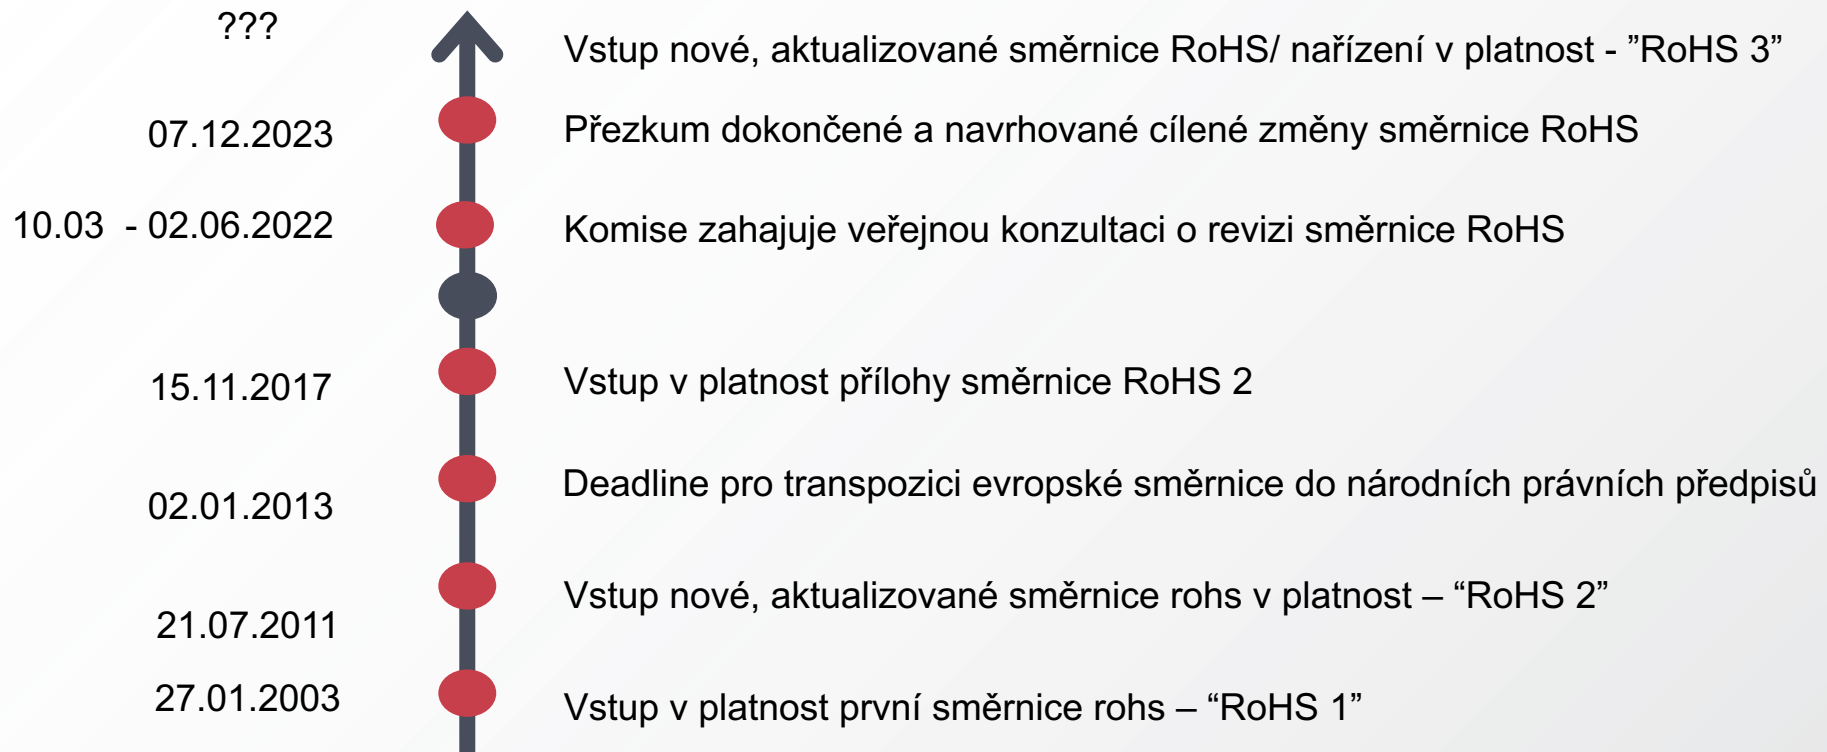 ???
Vstup nové, aktualizované směrnice RoHS/ nařízení v platnost - ”RoHS 3”
07.12.2023
Přezkum dokončené a navrhované cílené změny směrnice RoHS
10.03 - 02.06.2022
Komise zahajuje veřejnou konzultaci o revizi směrnice RoHS
15.11.2017
Vstup v platnost přílohy směrnice RoHS 2
02.01.2013
Deadline pro transpozici evropské směrnice do národních právních předpisů
21.07.2011
Vstup nové, aktualizované směrnice rohs v platnost – “RoHS 2”
27.01.2003
Vstup v platnost první směrnice rohs – “RoHS 1”